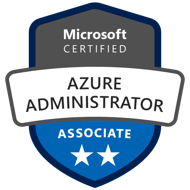 Microsoft
CERTIFIED
AZURE
ADMINISTRATOR
ASSOCIATE